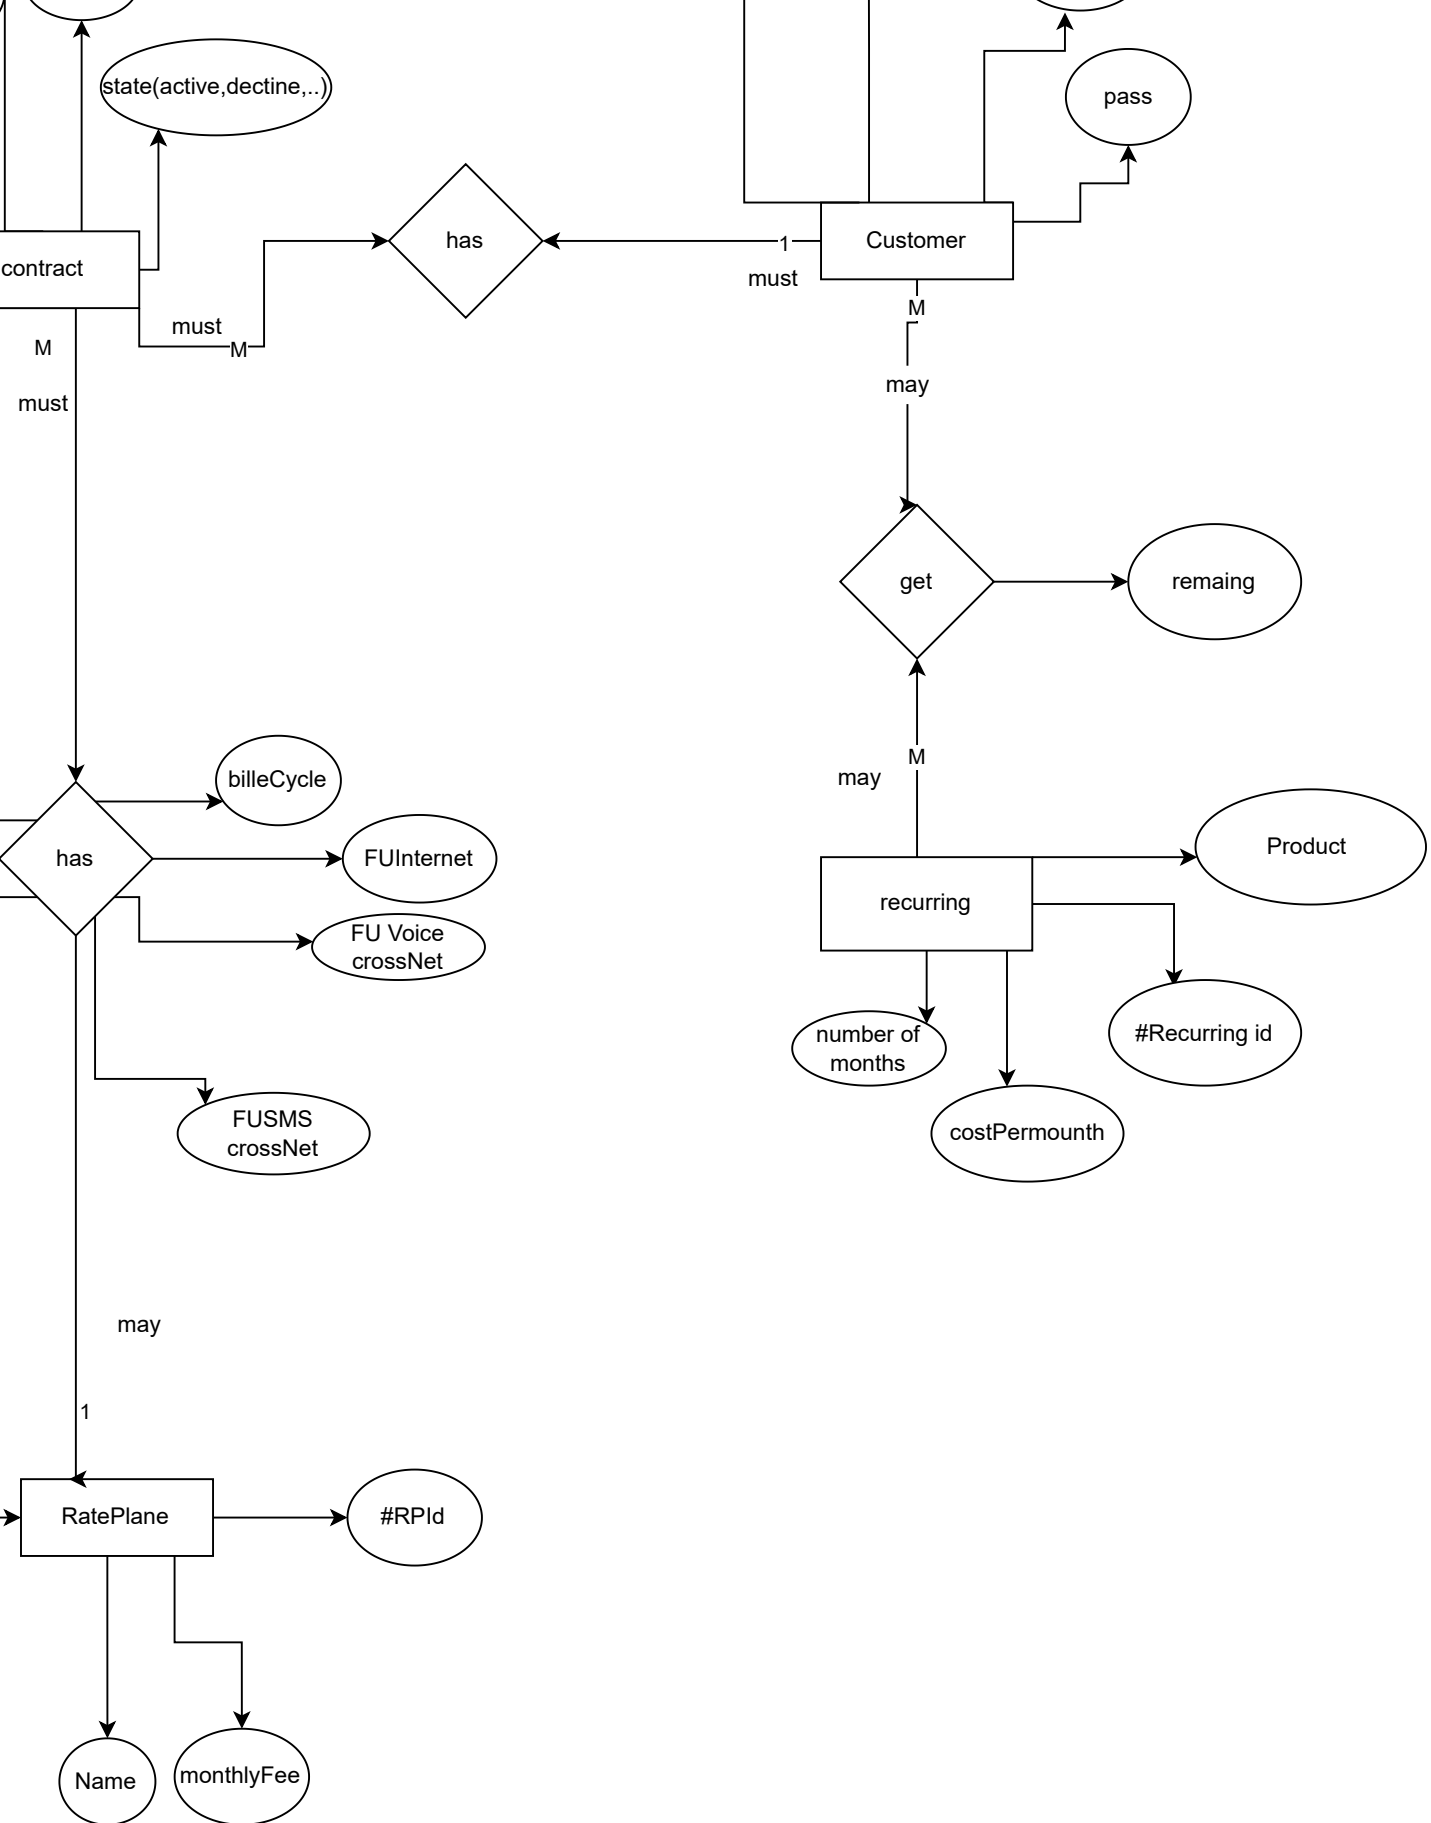 state(active,dectine,..)
pass
has
Customer
1
must
contract
must
M
M
must
M
may
get
remaing
M
may
billeCycle
has
FUInternet
FU Voice
crossNet
FUSMS
crossNet
Product
recurring
#Recurring id
number of
months
costPermounth
may
1
RatePlane
#RPId
Name
monthlyFee